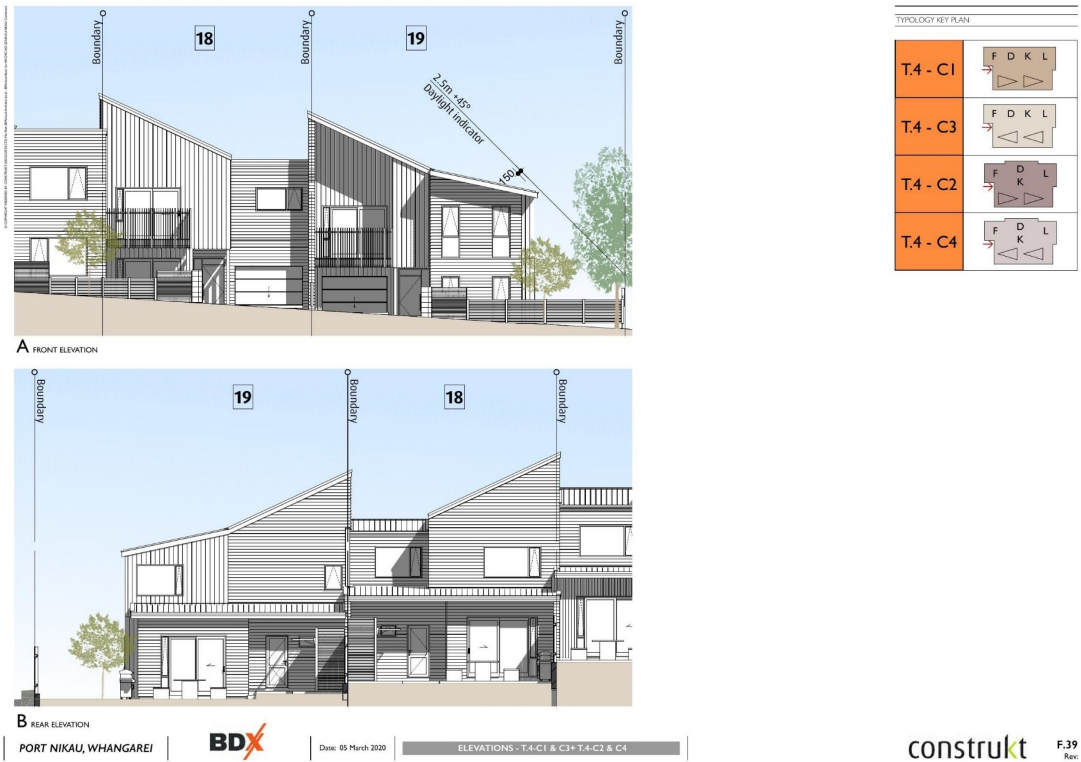 Boundary
18
Boundary
19
Boundary
2.5m +45°
Daylight indicator
150
A FRONT ELEVATION
Boundary
19
Boundary
18
Boundary
B REAR ELEVATION
TYPOLOGY KEY PLAN
T.4 - C1
F D K L
T.4 - C3
F D K L
T.4 - C2
F D K L
T.4 - C4
F D K L
PORT NIKAU, WHANGAREI
BDX
Date: 05 March 2020
ELEVATIONS - T.4-C1 & C3+ T.4-C2 & C4
construkt
F.39
Rev: